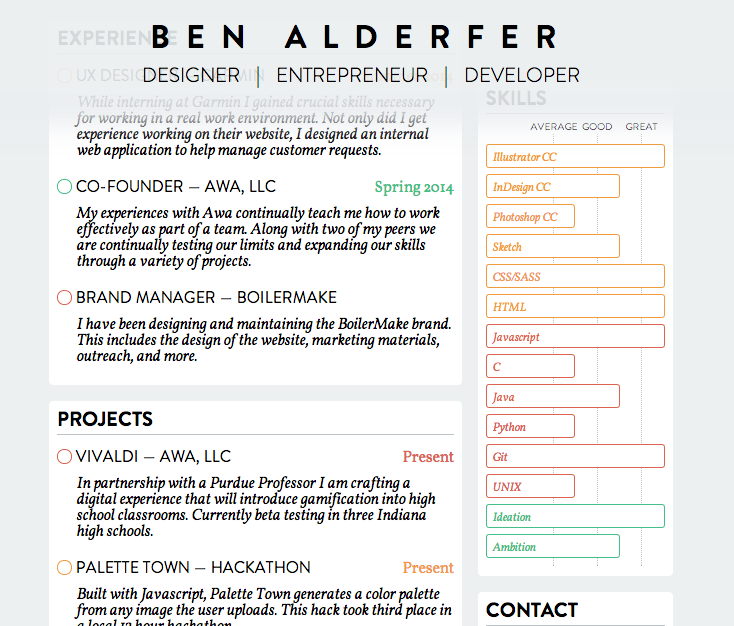 BEN ALDERFER
DESIGNER | ENTREPRENEUR | DEVELOPER
EXPERIENCE
While interning at Garmin I gained crucial skills necessary
for working in a real work environment. Not only did I get
experience working on their website, I designed an internal
web application to help manage customer requests.
CO-FOUNDER – AWA, LLC Spring 2014
My experiences with Awa continually teach me how to work
effectively as part of a team. Along with two of my peers we
are continually testing our limits and expanding our skills
through a variety of projects.
BRAND MANAGER – BOILERMAKE
I have been designing and maintaining the BoilerMake brand.
This includes the design of the website, marketing materials,
outreach, and more.
PROJECTS
VIVALDI – AWA, LLC Present
In partnership with a Purdue Professor I am crafting a
digital experience that will introduce gamification into high
school classrooms. Currently beta testing in three Indiana
high schools.
PALETTE TOWN – HACKATHON Present
Built with Javascript, Palette Town generates a color palette
from any image the user uploads. This hack took third place in
a local 12 hour hackathon.
SKILLS
AVERAGE GOOD GREAT
Illustrator CC
InDesign CC
Photoshop CC
Sketch
CSS/SASS
HTML
Javascript
C
Java
Python
Git
UNIX
Ideation
Ambition
CONTACT